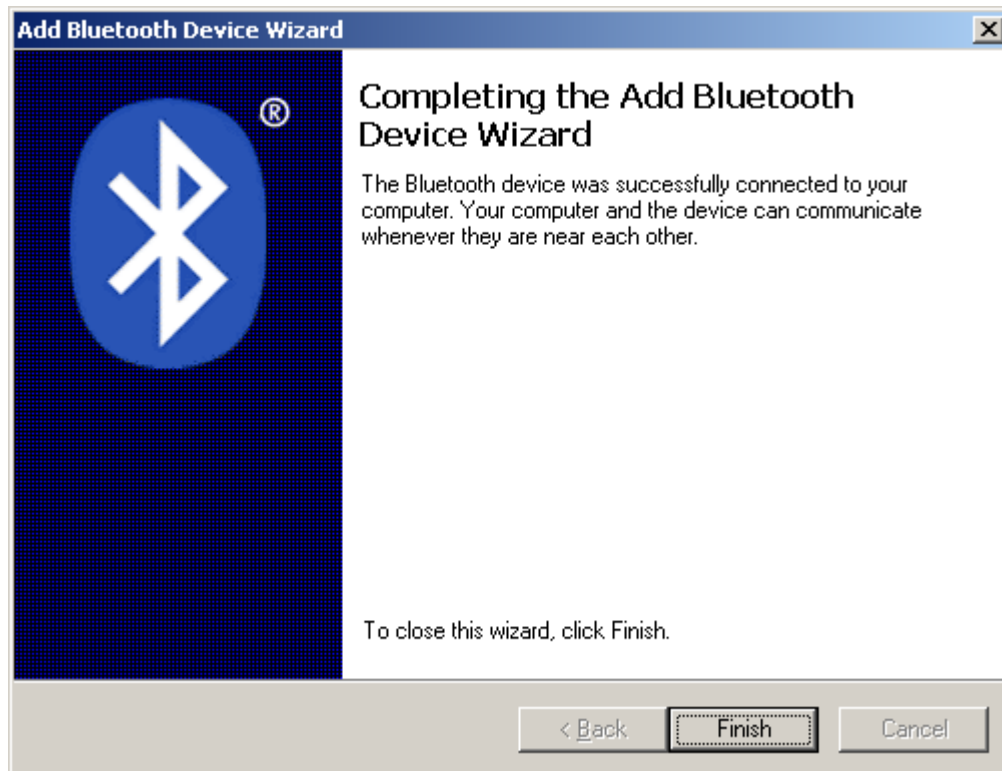 Add Bluetooth Device Wizard
®
Completing the Add Bluetooth
Device Wizard
The Bluetooth device was successfully connected to your
computer. Your computer and the device can communicate
whenever they are near each other.
To close this wizard, click Finish.
< Back
Finish
Cancel